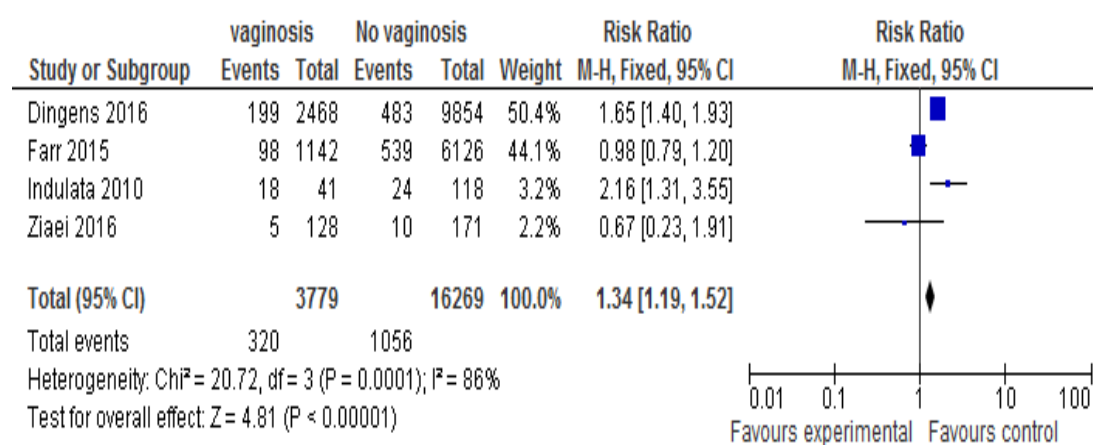 vaginosis No vaginosis Risk Ratio Risk Ratio
Study or Subgroup Events Total Events Total Weight M-H, Fixed, 95% CI M-H, Fixed, 95% CI
Dingens 2016 199 2468 483 9854 50.4% 1.65 [1.40, 1.93]
Farr 2015 98 1142 539 6126 44.1% 0.98 [0.79, 1.20]
Indulata 2010 18 41 24 118 3.2% 2.16 [1.31, 3.55]
Ziaei 2016 5 128 10 171 2.2% 0.67 [0.23, 1.91]
Total (95% CI) 3779 16269 100.0% 1.34 [1.19, 1.52]
Total events 320 1056
Heterogeneity: Chi² = 20.72, df = 3 (P = 0.0001); I² = 86%
Test for overall effect: Z = 4.81 (P < 0.00001)
0.01 0.1 1 10 100
Favours experimental Favours control